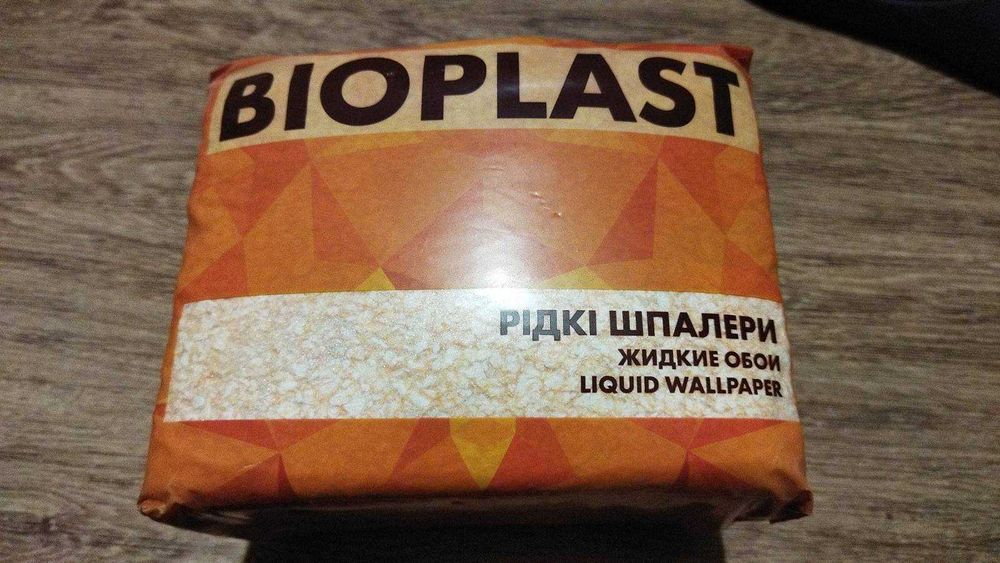 BIOPLAST
РІДКІ ШПАЛЕРИ
ЖИДКИЕ ОБОИ
LIQUID WALLPAPER